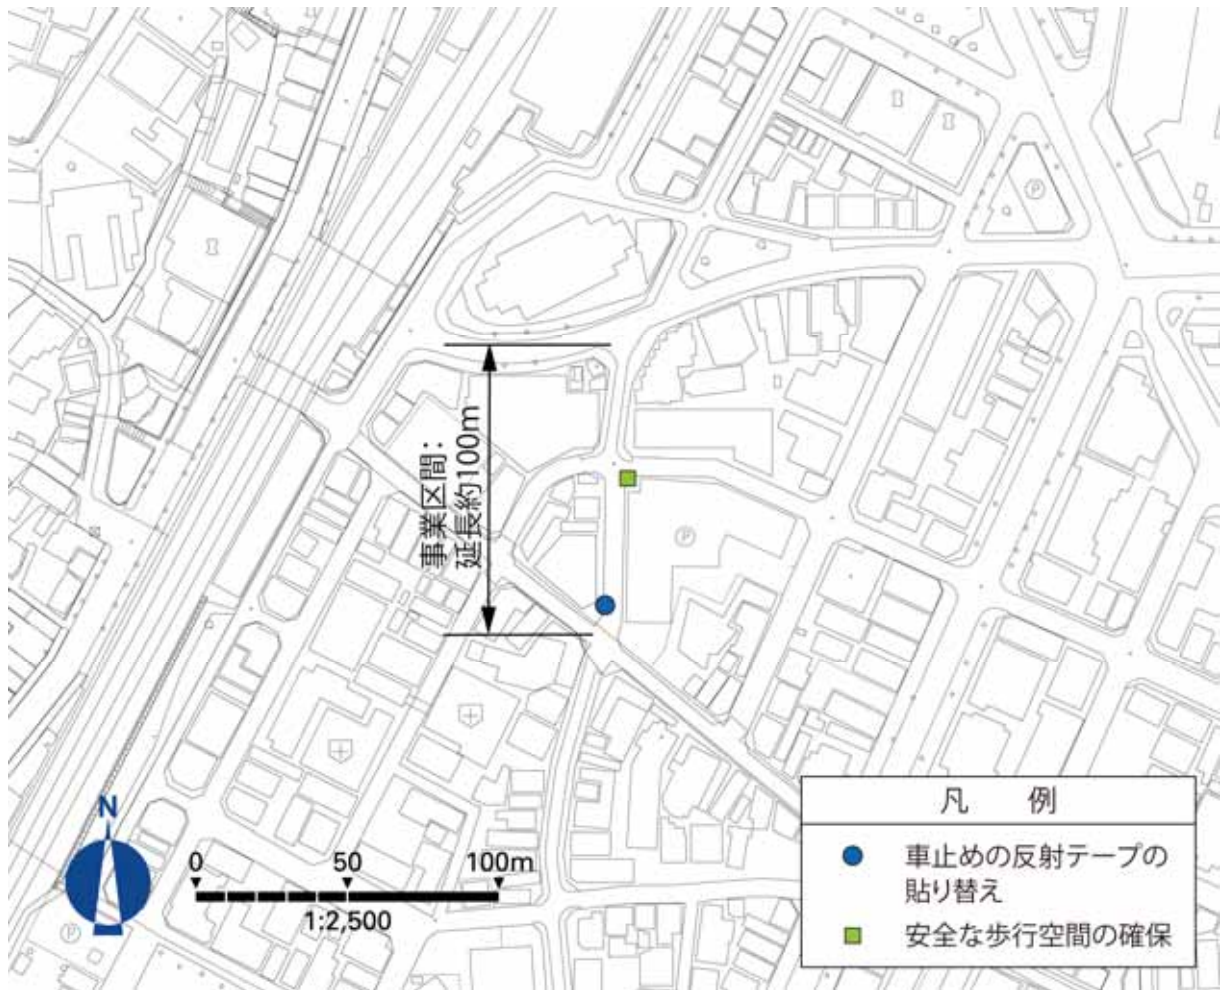 事業区間：
延長約100m
P
P
P
N
0
50
100m
1:2,500
凡 例
車止めの反射テープの
貼り替え
安全な歩行空間の確保